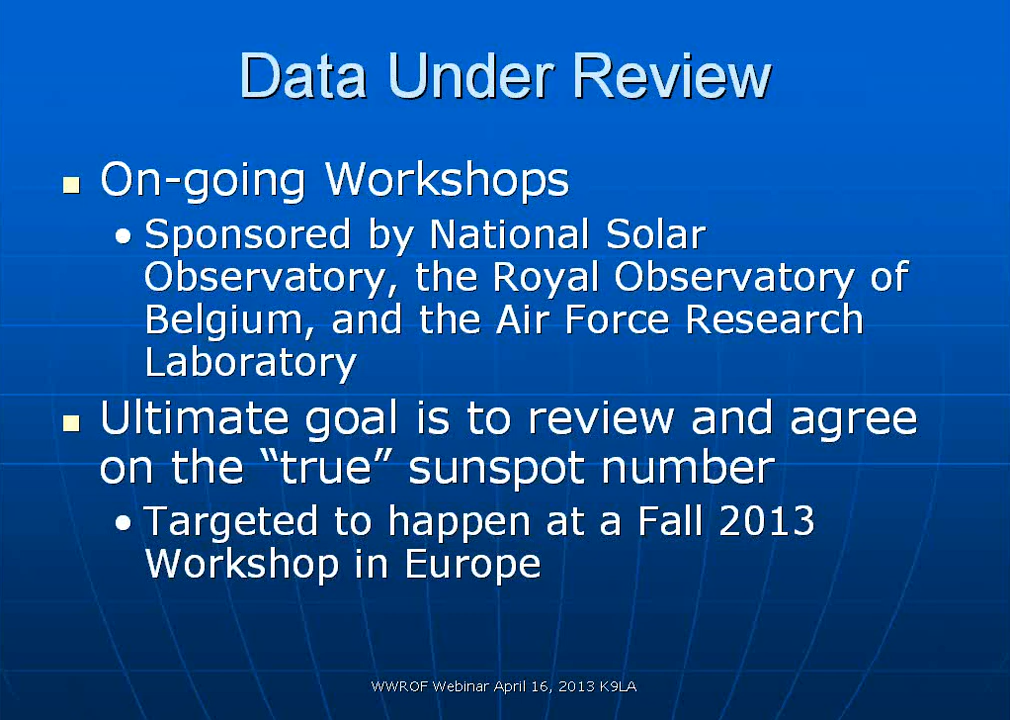 Data Under Review
On-going Workshops
• Sponsored by National Solar
Observatory, the Royal Observatory of
Belgium, and the Air Force Research
Laboratory
Ultimate goal is to review and agree
on the “true” sunspot number
• Targeted to happen at a Fall 2013
Workshop in Europe
WWROF Webinar April 16, 2013 K9LA